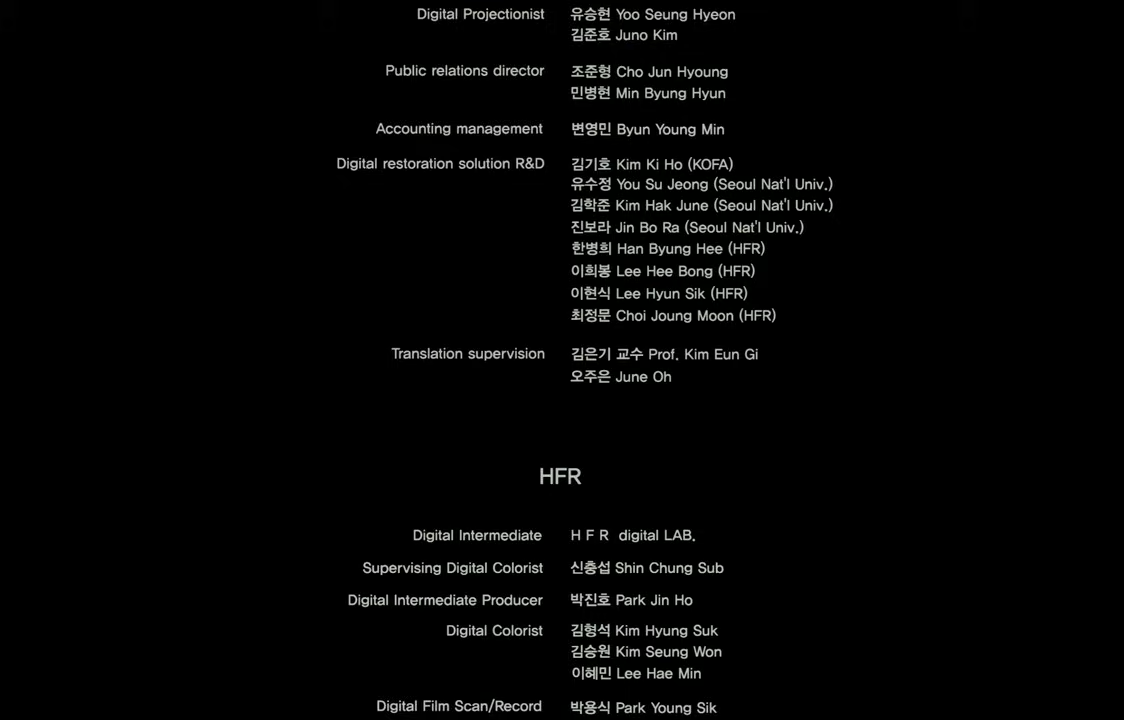 Digital Projectionist 유승현 Yoo Seung Hyeon
김준호 Juno Kim
Public relations director 조준형 Cho Jun Hyoung
민병현 Min Byung Hyun
Accounting management 변영민 Byun Young Min
Digital restoration solution R&D 김기호 Kim Ki Ho (KOFA)
유수정 You Su Jeong (Seoul Nat'l Univ.)
김학준 Kim Hak June (Seoul Nat'l Univ.)
진보라 Jin Bo Ra (Seoul Nat'l Univ.)
한병희 Han Byung Hee (HFR)
이희봉 Lee Hee Bong (HFR)
이현식 Lee Hyun Sik (HFR)
최정문 Choi Joung Moon (HFR)
Translation supervision 김은기 교수 Prof. Kim Eun Gi
오주은 June Oh
HFR
Digital Intermediate H F R digital LAB.
Supervising Digital Colorist 신충섭 Shin Chung Sub
Digital Intermediate Producer 박진호 Park Jin Ho
Digital Colorist 김형석 Kim Hyung Suk
김승원 Kim Seung Won
이혜민 Lee Hae Min
Digital Film Scan/Record 박용식 Park Young Sik